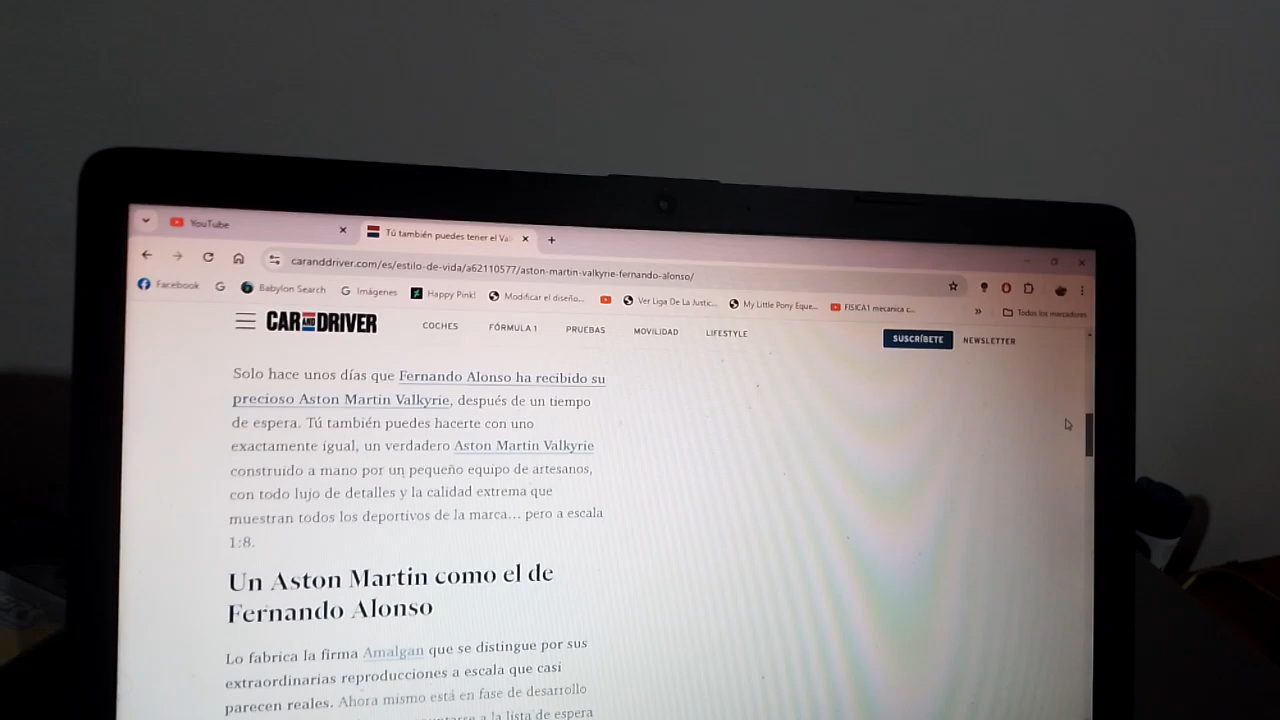 YouTube
Tú también puedes tener el Va
caranddriver.com/es/estilo-de-vida/a62110577/aston-martin-valkyrie-fernando-alonso/
Facebook Babylon Search Imágenes Happy Pink! Modificar el diseño... Ver Liga De La Justic... My Little Pony Eque... FISICA1 mecanica c... Todos los marcadores
CAR AND DRIVER COCHES FÓRMULA 1 PRUEBAS MOVILIDAD LIFESTYLE SUSCRÍBETE NEWSLETTER
Solo hace unos días que Fernando Alonso ha recibido su
precioso Aston Martin Valkyrie, después de un tiempo
de espera. Tú también puedes hacerte con uno
exactamente igual, un verdadero Aston Martin Valkyrie
construido a mano por un pequeño equipo de artesanos,
con todo lujo de detalles y la calidad extrema que
muestran todos los deportivos de la marca... pero a escala
1:8.
Un Aston Martin como el de
Fernando Alonso
Lo fabrica la firma Amalgan que se distingue por sus
extraordinarias reproducciones a escala que casi
parecen reales. Ahora mismo está en fase de desarrollo
a la lista de espera